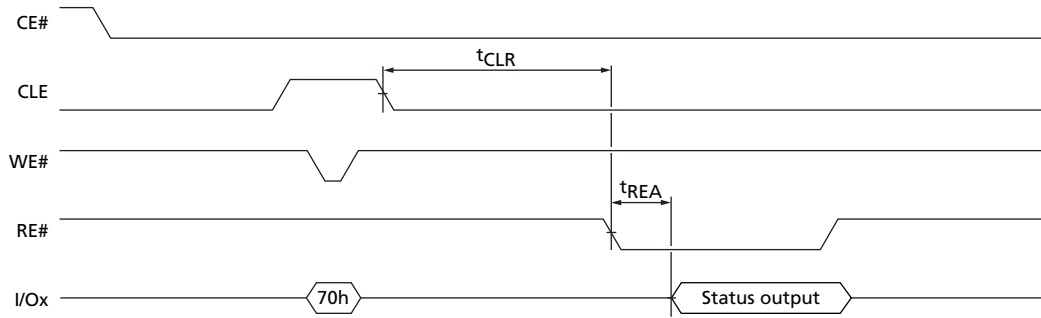 CE#
tCLR
CLE
WE#
tREA
RE#
I/Ox 70h Status output